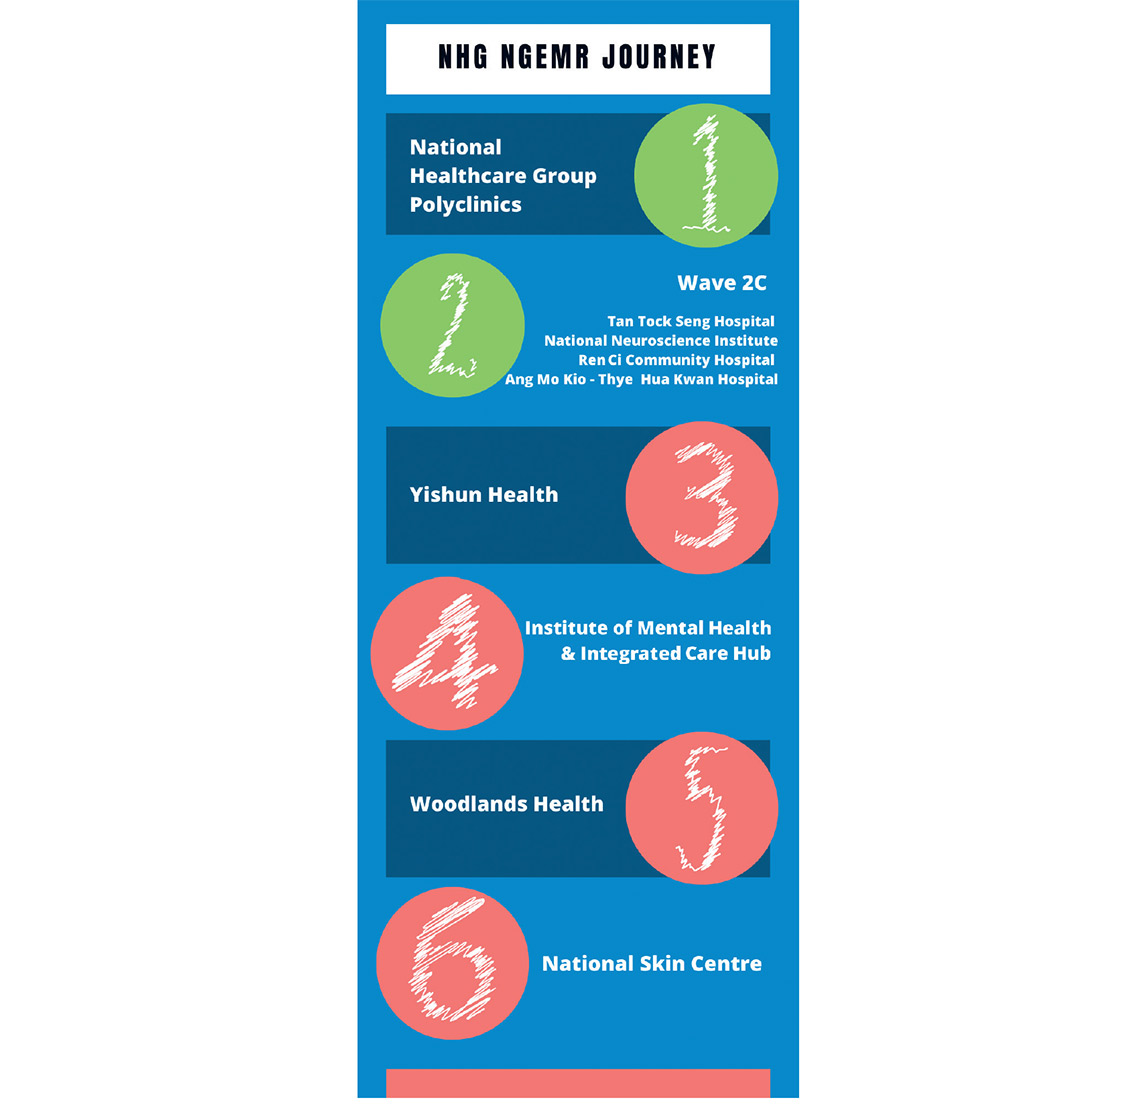 NHG NGEMR JOURNEY
National
Healthcare Group
Polyclinics
1
2
Wave 2C
Tan Tock Seng Hospital
National Neuroscience Institute
Ren Ci Community Hospital
Ang Mo Kio - Thye Hua Kwan Hospital
Yishun Health
3
4
Institute of Mental Health
& Integrated Care Hub
Woodlands Health
5
6
National Skin Centre